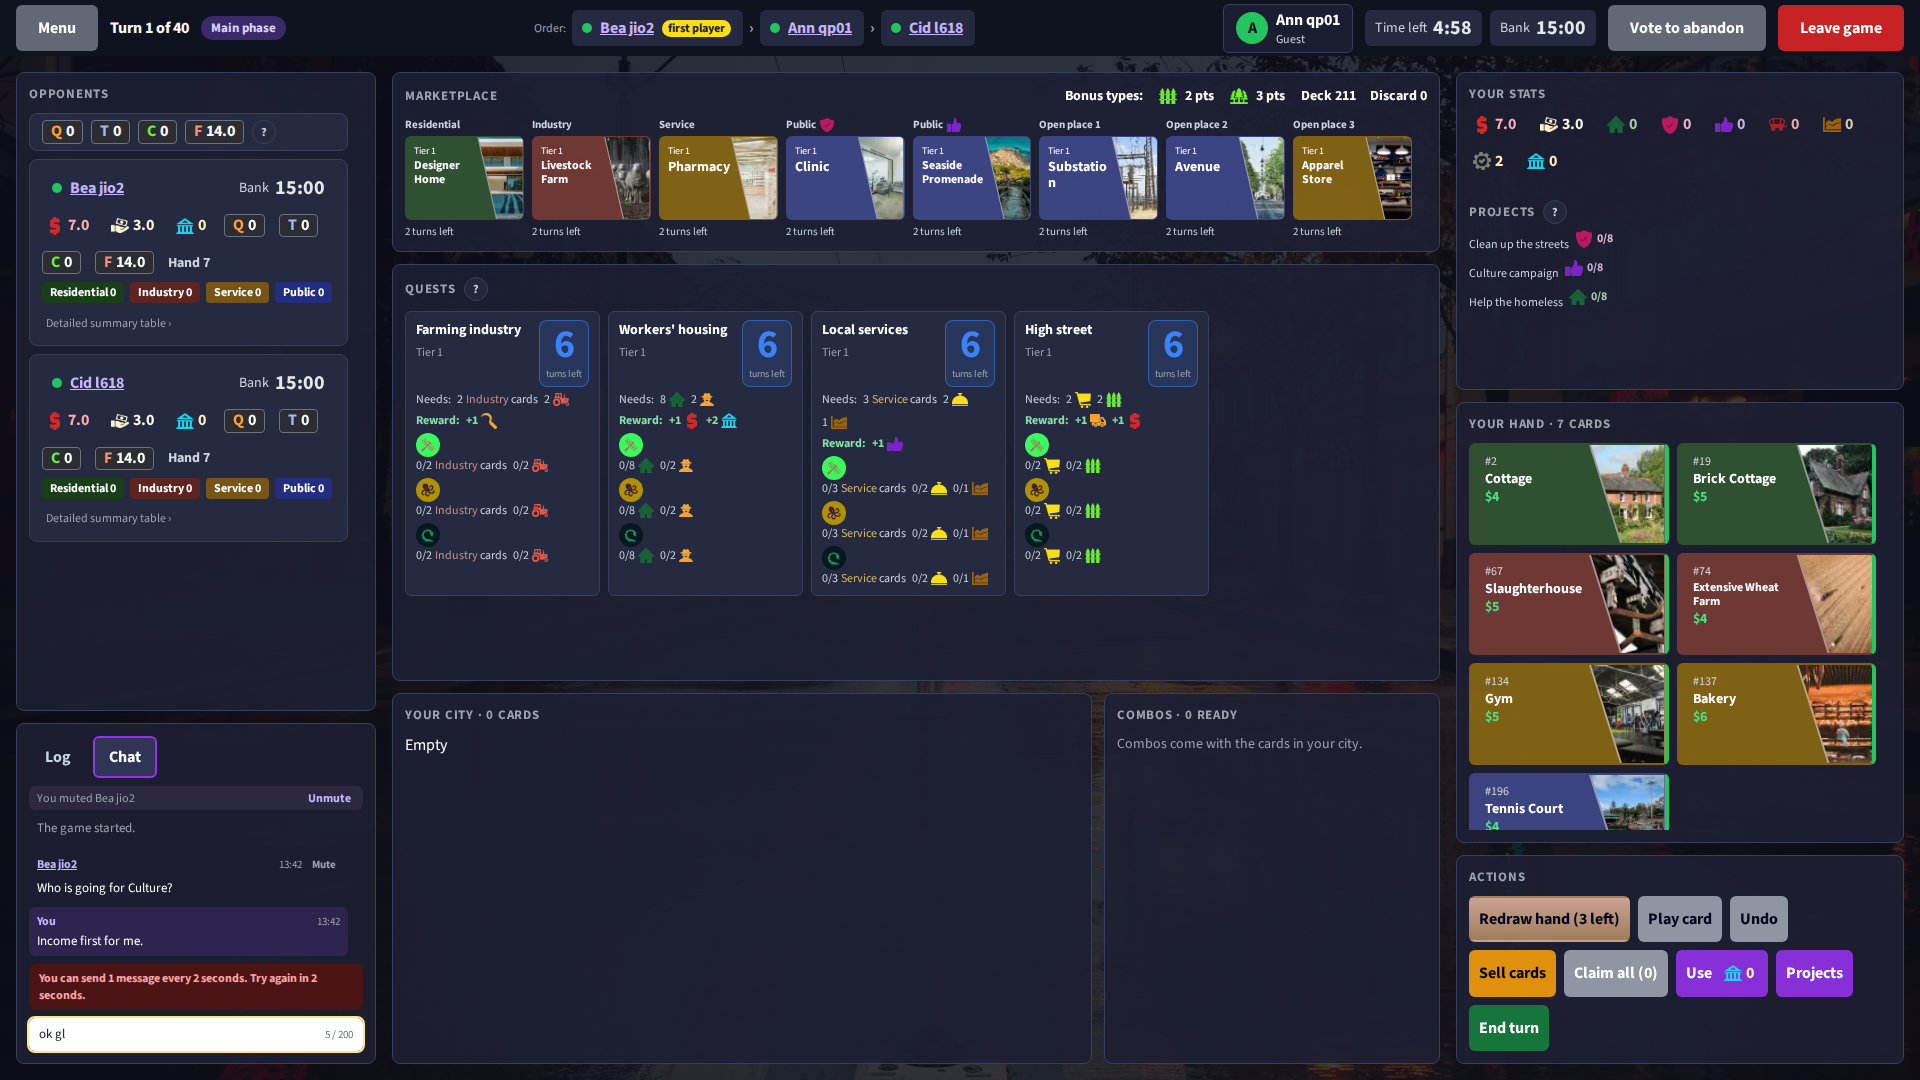 Menu
Turn 1 of 40
Main phase
Order:
Bea jio2 first player › Ann qp01 › Cid l618
A
Ann qp01
Guest
Time left 4:58
Bank 15:00
Vote to abandon
Leave game
OPPONENTS
Q 0 T 0 C 0 F 14.0 ?
Bea jio2 Bank 15:00
$ 7.0 3.0 0 Q 0 T 0
C 0 F 14.0 Hand 7
Residential 0 Industry 0 Service 0 Public 0
Detailed summary table ›
Cid l618 Bank 15:00
$ 7.0 3.0 0 Q 0 T 0
C 0 F 14.0 Hand 7
Residential 0 Industry 0 Service 0 Public 0
Detailed summary table ›
Log
Chat
You muted Bea jio2 Unmute
The game started.
Bea jio2 13:42 Mute
Who is going for Culture?
You 13:42
Income first for me.
You can send 1 message every 2 seconds. Try again in 2
seconds.
ok gl 5 / 200
MARKETPLACE
Bonus types: 2 pts 3 pts Deck 211 Discard 0
Residential
Tier 1
Designer
Home
2 turns left
Industry
Tier 1
Livestock
Farm
2 turns left
Service
Tier 1
Pharmacy
2 turns left
Public
Tier 1
Clinic
2 turns left
Public
Tier 1
Seaside
Promenade
2 turns left
Open place 1
Tier 1
Substatio
n
2 turns left
Open place 2
Tier 1
Avenue
2 turns left
Open place 3
Tier 1
Apparel
Store
2 turns left
QUESTS ?
Farming industry
Tier 1
6
turns left
Needs: 2 Industry cards 2
Reward: +1
0/2 Industry cards 0/2
0/2 Industry cards 0/2
0/2 Industry cards 0/2
Workers' housing
Tier 1
6
turns left
Needs: 8 2
Reward: +1 $ +2
0/8 0/2
0/8 0/2
0/8 0/2
Local services
Tier 1
6
turns left
Needs: 3 Service cards 2
1
Reward: +1
0/3 Service cards 0/2 0/1
0/3 Service cards 0/2 0/1
0/3 Service cards 0/2 0/1
High street
Tier 1
6
turns left
Needs: 2 2
Reward: +1 +1 $
0/2 0/2
0/2 0/2
0/2 0/2
YOUR CITY · 0 CARDS
Empty
COMBOS · 0 READY
Combos come with the cards in your city.
YOUR STATS
$ 7.0 3.0 0 0 0 0 0
2 0
PROJECTS ?
Clean up the streets 0/8
Culture campaign 0/8
Help the homeless 0/8
YOUR HAND · 7 CARDS
#2
Cottage
$4
#19
Brick Cottage
$5
#67
Slaughterhouse
$5
#74
Extensive Wheat
Farm
$4
#134
Gym
$5
#137
Bakery
$6
#196
Tennis Court
$4
ACTIONS
Redraw hand (3 left)
Play card
Undo
Sell cards
Claim all (0)
Use 0
Projects
End turn